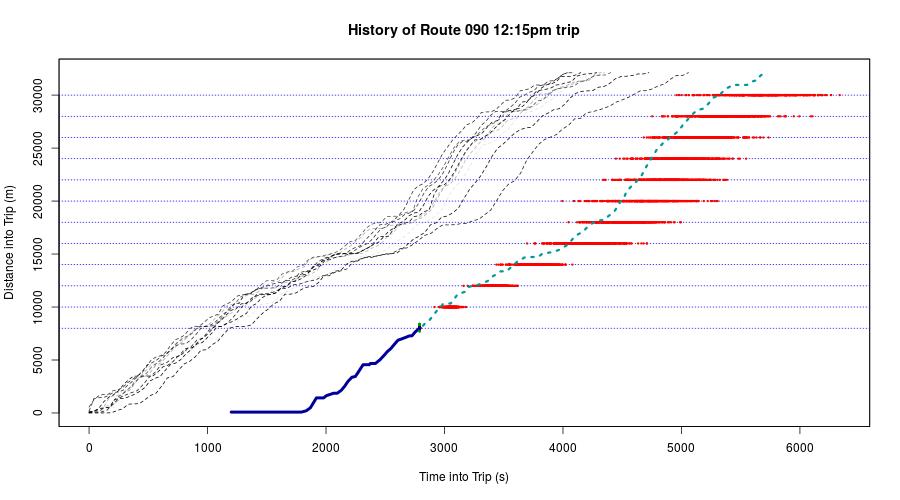 History of Route 090 12:15pm trip
Distance into Trip (m)
30000
25000
20000
15000
10000
5000
0
0 1000 2000 3000 4000 5000 6000
Time into Trip (s)